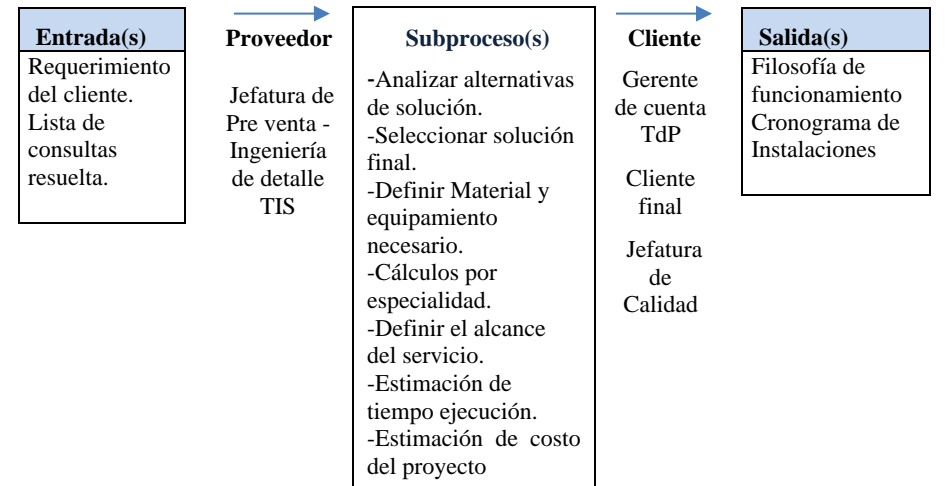 Entrada(s)
Requerimiento
del cliente.
Lista de
consultas
resuelta.
Proveedor
Jefatura de
Pre venta -
Ingeniería
de detalle
TIS
Subproceso(s)
-Analizar alternativas
de solución.
-Seleccionar solución
final.
-Definir Material y
equipamiento
necesario.
-Cálculos por
especialidad.
-Definir el alcance
del servicio.
-Estimación de
tiempo ejecución.
-Estimación de costo
del proyecto
Cliente
Gerente
de cuenta
TdP
Cliente
final
Jefatura
de
Calidad
Salida(s)
Filosofía de
funcionamiento
Cronograma de
Instalaciones